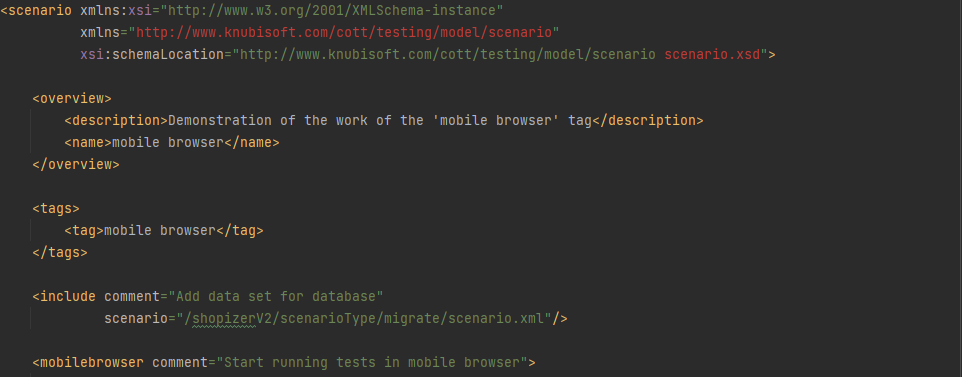 <scenario xmlns:xsi="http://www.w3.org/2001/XMLSchema-instance"
xmlns="http://www.knubisoft.com/cott/testing/model/scenario"
xsi:schemaLocation="http://www.knubisoft.com/cott/testing/model/scenario scenario.xsd">
<overview>
<description>Demonstration of the work of the 'mobile browser' tag</description>
<name>mobile browser</name>
</overview>
<tags>
<tag>mobile browser</tag>
</tags>
<include comment="Add data set for database"
scenario="/shopizerV2/scenarioType/migrate/scenario.xml"/>
<mobilebrowser comment="Start running tests in mobile browser">